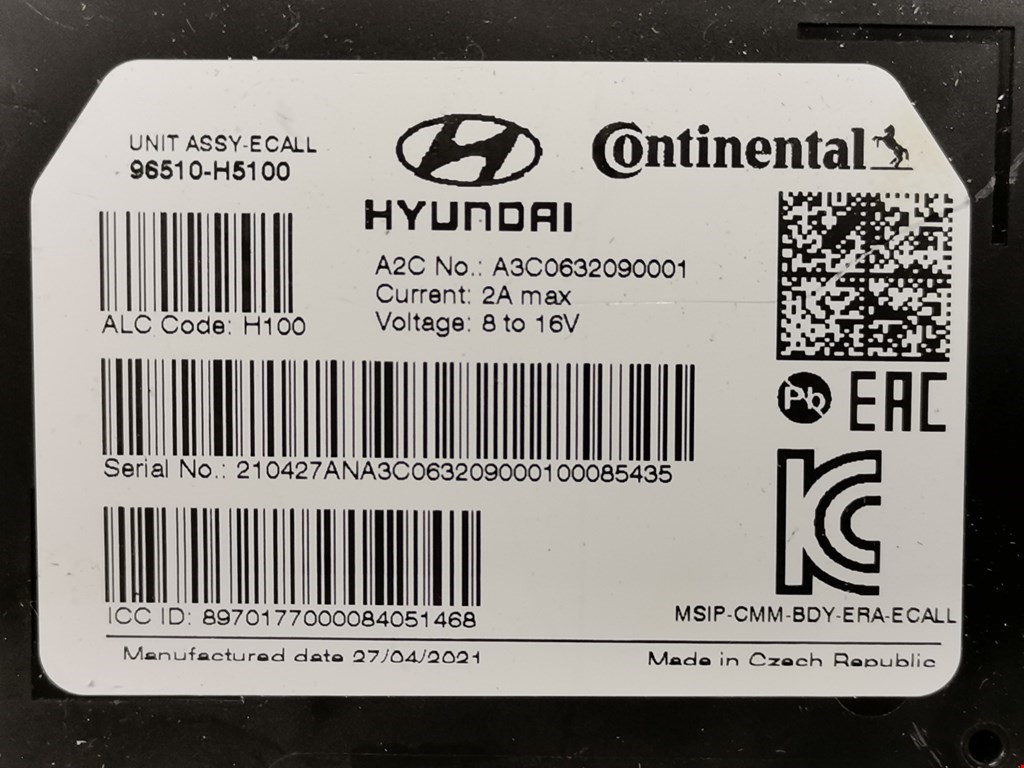 UNIT ASSY-ECALL
96510-H5100
HYUNDAI
Continental
ALC Code: H100
A2C No.: A3C0632090001
Current: 2A max
Voltage: 8 to 16V
Pb
EAC
Serial No.: 210427ANA3C063209000100085435
KC
ICC ID: 8970177000084051468
MSIP-CMM-BDY-ERA-ECALL
Manufactured date 27/04/2021
Made in Czech Republic